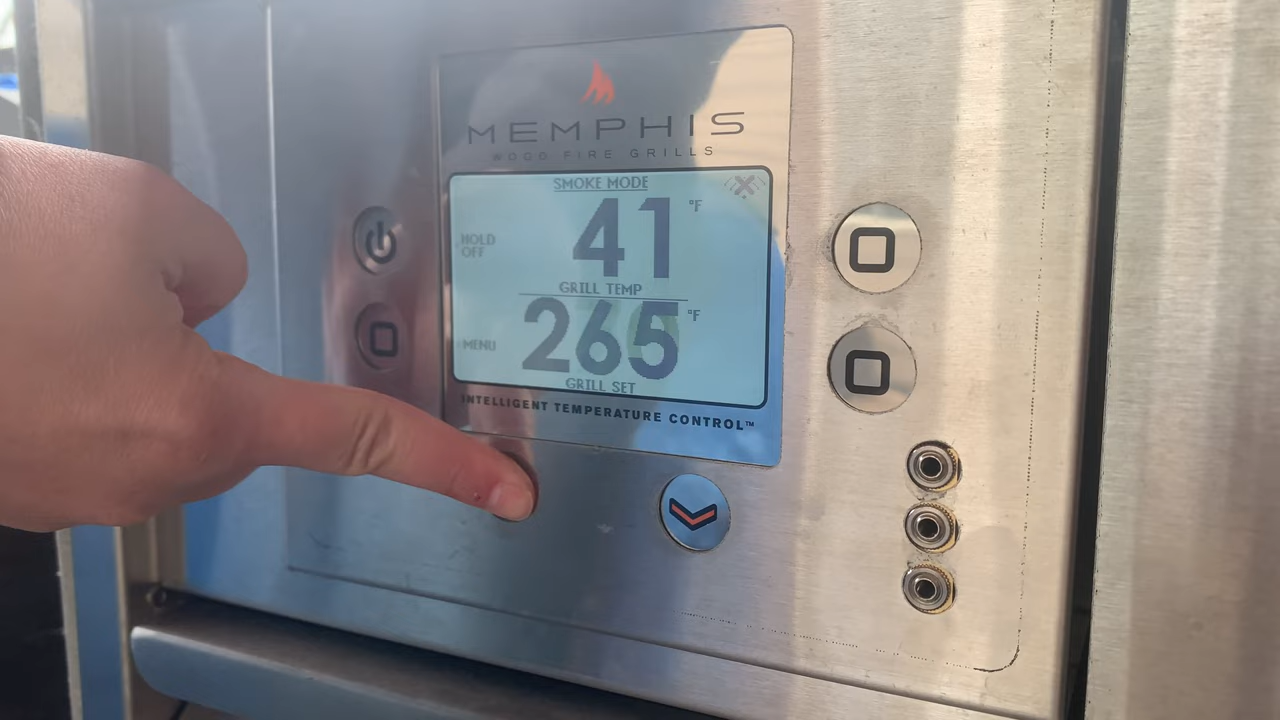 MEMPHIS
WOOD FIRE GRILLS
SMOKE MODE
41 °F
HOLD
OFF
GRILL TEMP
265 °F
MENU
GRILL SET
INTELLIGENT TEMPERATURE CONTROL™